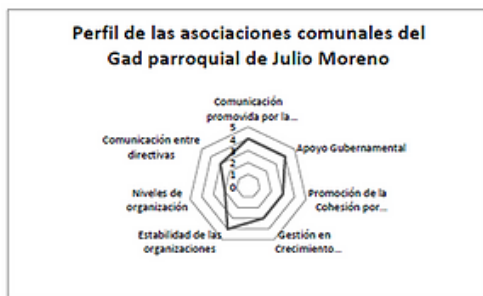 Perfil de las asociaciones comunales del
Gad parroquial de Julio Moreno
Comunicación
promovida por la...
5
4
3
2
1
0
Apoyo Gubernamental
Promoción de la
Cohesión por...
Gestión en
Crecimiento...
Estabilidad de las
organizaciones
Niveles de
organización
Comunicación entre
directivas